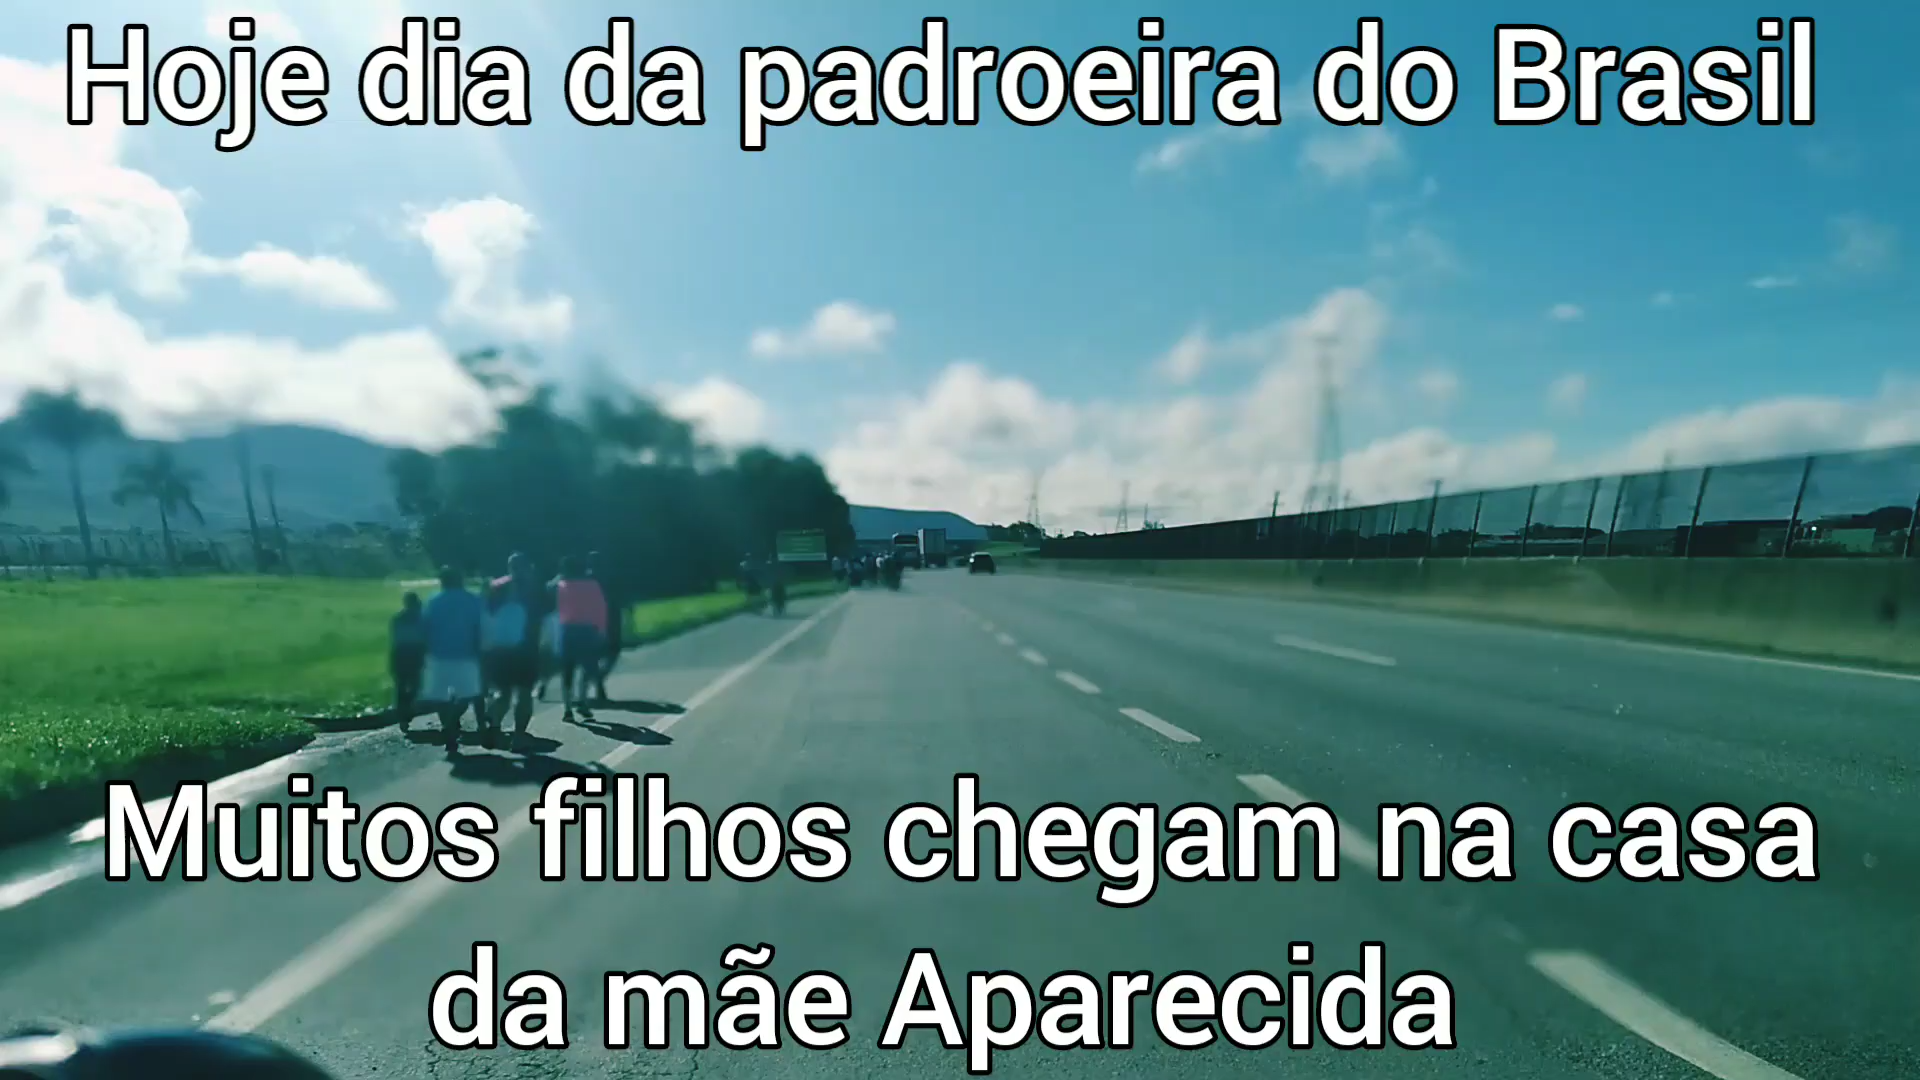 Hoje dia da padroeira do Brasil
Muitos filhos chegam na casa
da mãe Aparecida